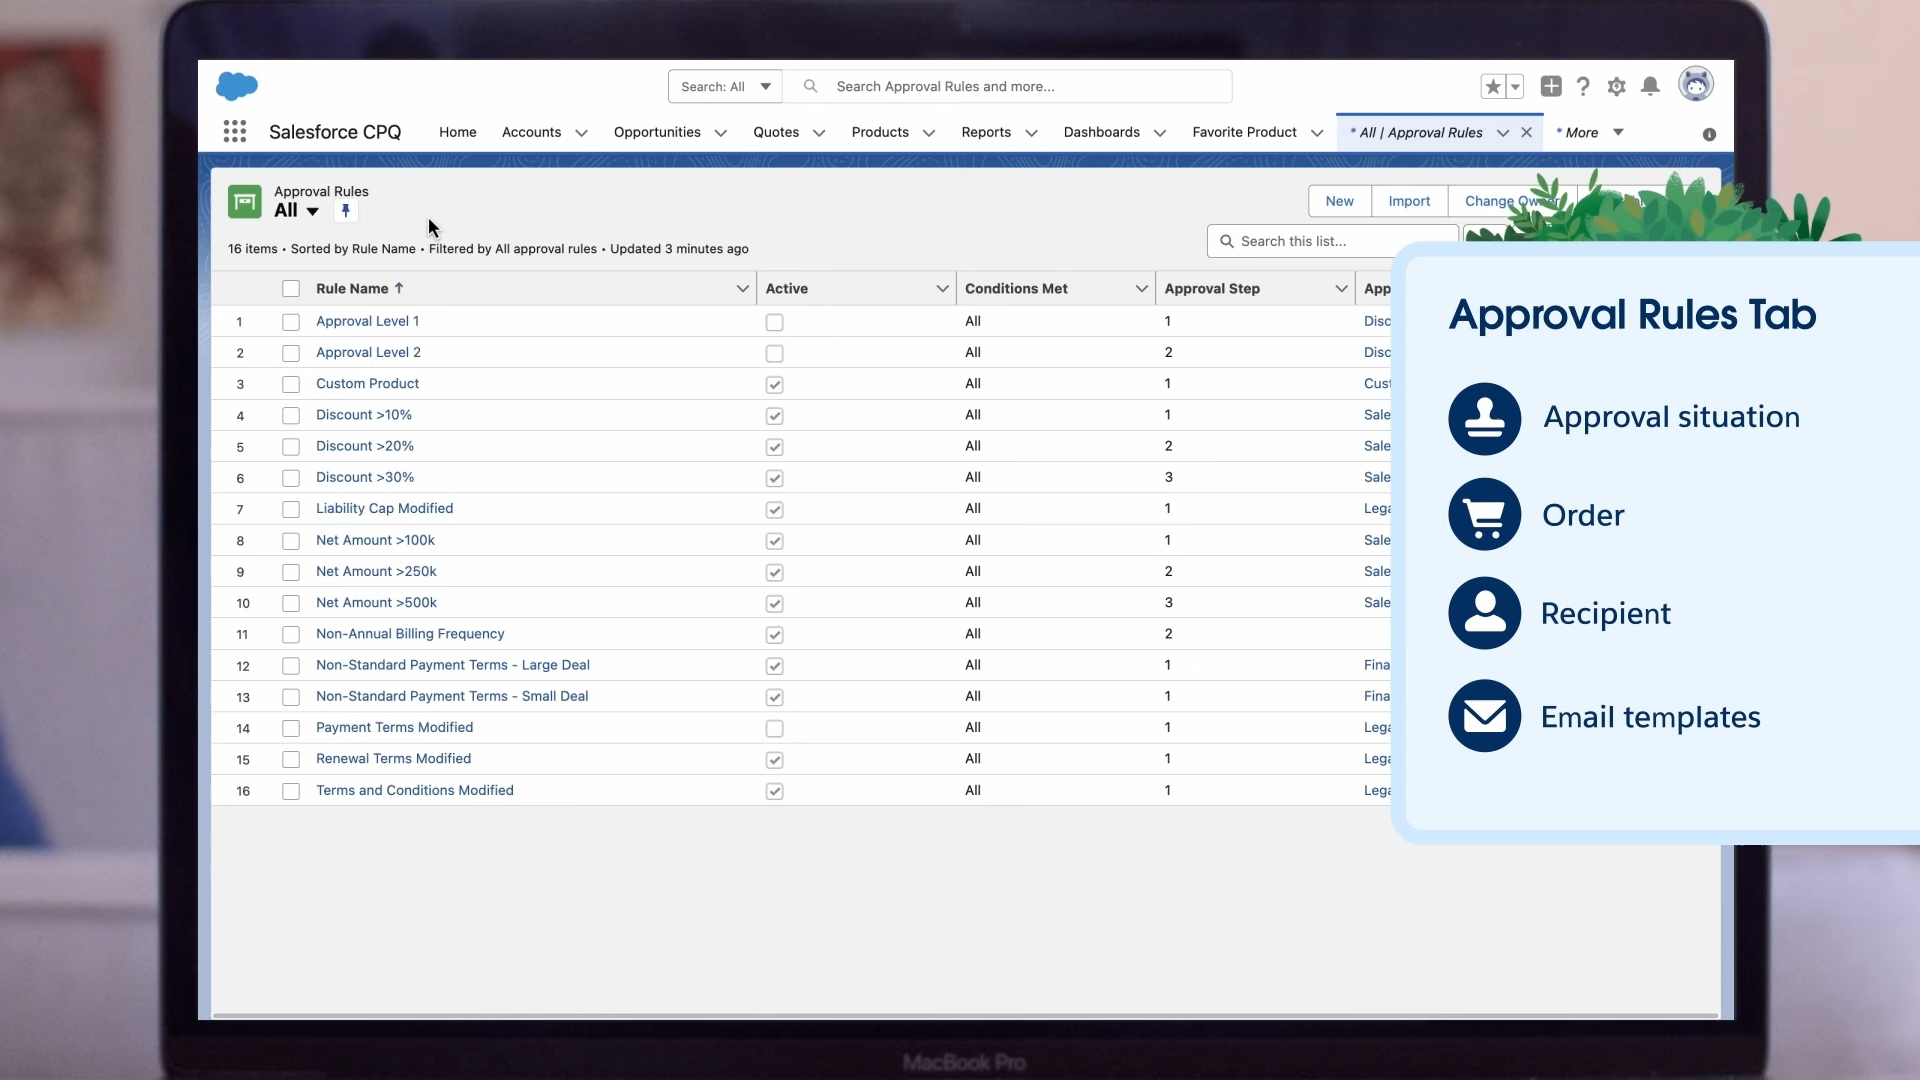 Search: All
Search Approval Rules and more...
Salesforce CPQ
Home
Accounts
Opportunities
Quotes
Products
Reports
Dashboards
Favorite Product
* All | Approval Rules
* More
Approval Rules
All
New
Import
Change Owner
16 items • Sorted by Rule Name • Filtered by All approval rules • Updated 3 minutes ago
Search this list...
Rule Name
Active
Conditions Met
Approval Step
App
1 Approval Level 1 All 1 Disc
2 Approval Level 2 All 2 Disc
3 Custom Product All 1 Cust
4 Discount >10% All 1 Sale
5 Discount >20% All 2 Sale
6 Discount >30% All 3 Sale
7 Liability Cap Modified All 1 Lega
8 Net Amount >100k All 1 Sale
9 Net Amount >250k All 2 Sale
10 Net Amount >500k All 3 Sale
11 Non-Annual Billing Frequency All 2
12 Non-Standard Payment Terms - Large Deal All 1 Fina
13 Non-Standard Payment Terms - Small Deal All 1 Fina
14 Payment Terms Modified All 1 Lega
15 Renewal Terms Modified All 1 Lega
16 Terms and Conditions Modified All 1 Lega
Approval Rules Tab
Approval situation
Order
Recipient
Email templates
MacBook Pro